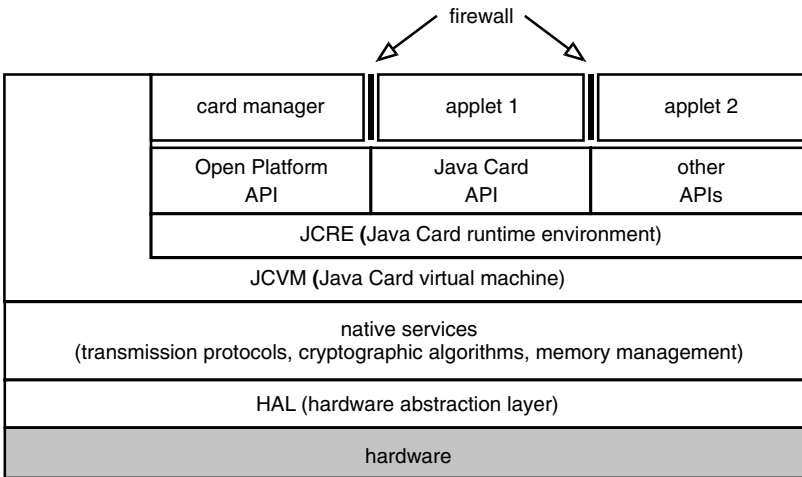 firewall
card manager
applet 1
applet 2
Open Platform
API
Java Card
API
other
APIs
JCRE (Java Card runtime environment)
JCVM (Java Card virtual machine)
native services
(transmission protocols, cryptographic algorithms, memory management)
HAL (hardware abstraction layer)
hardware